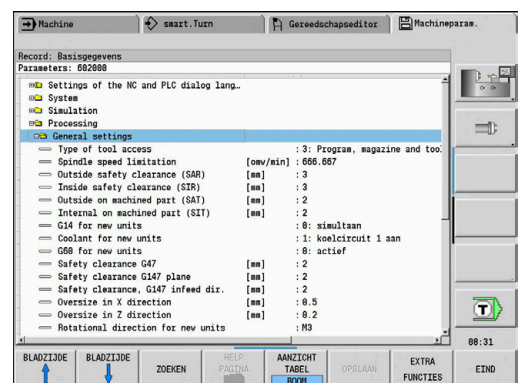 Machine
smart.Turn
Gereedschapseditor
Machineparam.
Record: Basisgegevens
Parameters: 602000
Settings of the NC and PLC dialog lang…
System
Simulation
Processing
General settings
Type of tool access : 3: Program, magazine and too
Spindle speed limitation [omw/min] : 666.667
Outside safety clearance (SAR) [mm] : 3
Inside safety clearance (SIR) [mm] : 3
Outside on machined part (SAT) [mm] : 2
Internal on machined part (SIT) [mm] : 2
G14 for new units : 0: simultaan
Coolant for new units : 1: koelcircuit 1 aan
G60 for new units : 0: actief
Safety clearance G47 [mm] : 2
Safety clearance G147 plane [mm] : 2
Safety clearance, G147 infeed dir. [mm] : 2
Oversize in X direction [mm] : 0.5
Oversize in Z direction [mm] : 0.2
Rotational direction for new units : M3
T
08:31
BLADZIJDE
BLADZIJDE
ZOEKEN
HELP
PAGINA
AANZICHT
TABEL
BOOM
OPSLAAN
EXTRA
FUNCTIES
EIND